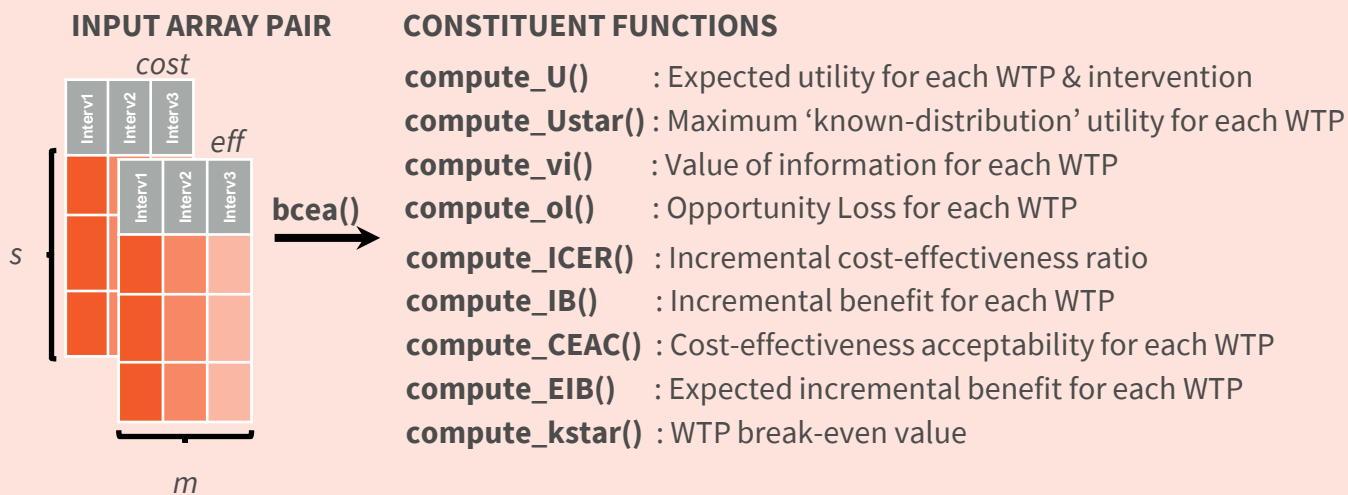 INPUT ARRAY PAIR
cost
Interv1 Interv2 Interv3
eff
Interv1 Interv2 Interv3
s
m
bcea()
CONSTITUENT FUNCTIONS
compute_U() : Expected utility for each WTP & intervention
compute_Ustar() : Maximum ‘known-distribution’ utility for each WTP
compute_vi() : Value of information for each WTP
compute_ol() : Opportunity Loss for each WTP
compute_ICER() : Incremental cost-effectiveness ratio
compute_IB() : Incremental benefit for each WTP
compute_CEAC() : Cost-effectiveness acceptability for each WTP
compute_EIB() : Expected incremental benefit for each WTP
compute_kstar() : WTP break-even value